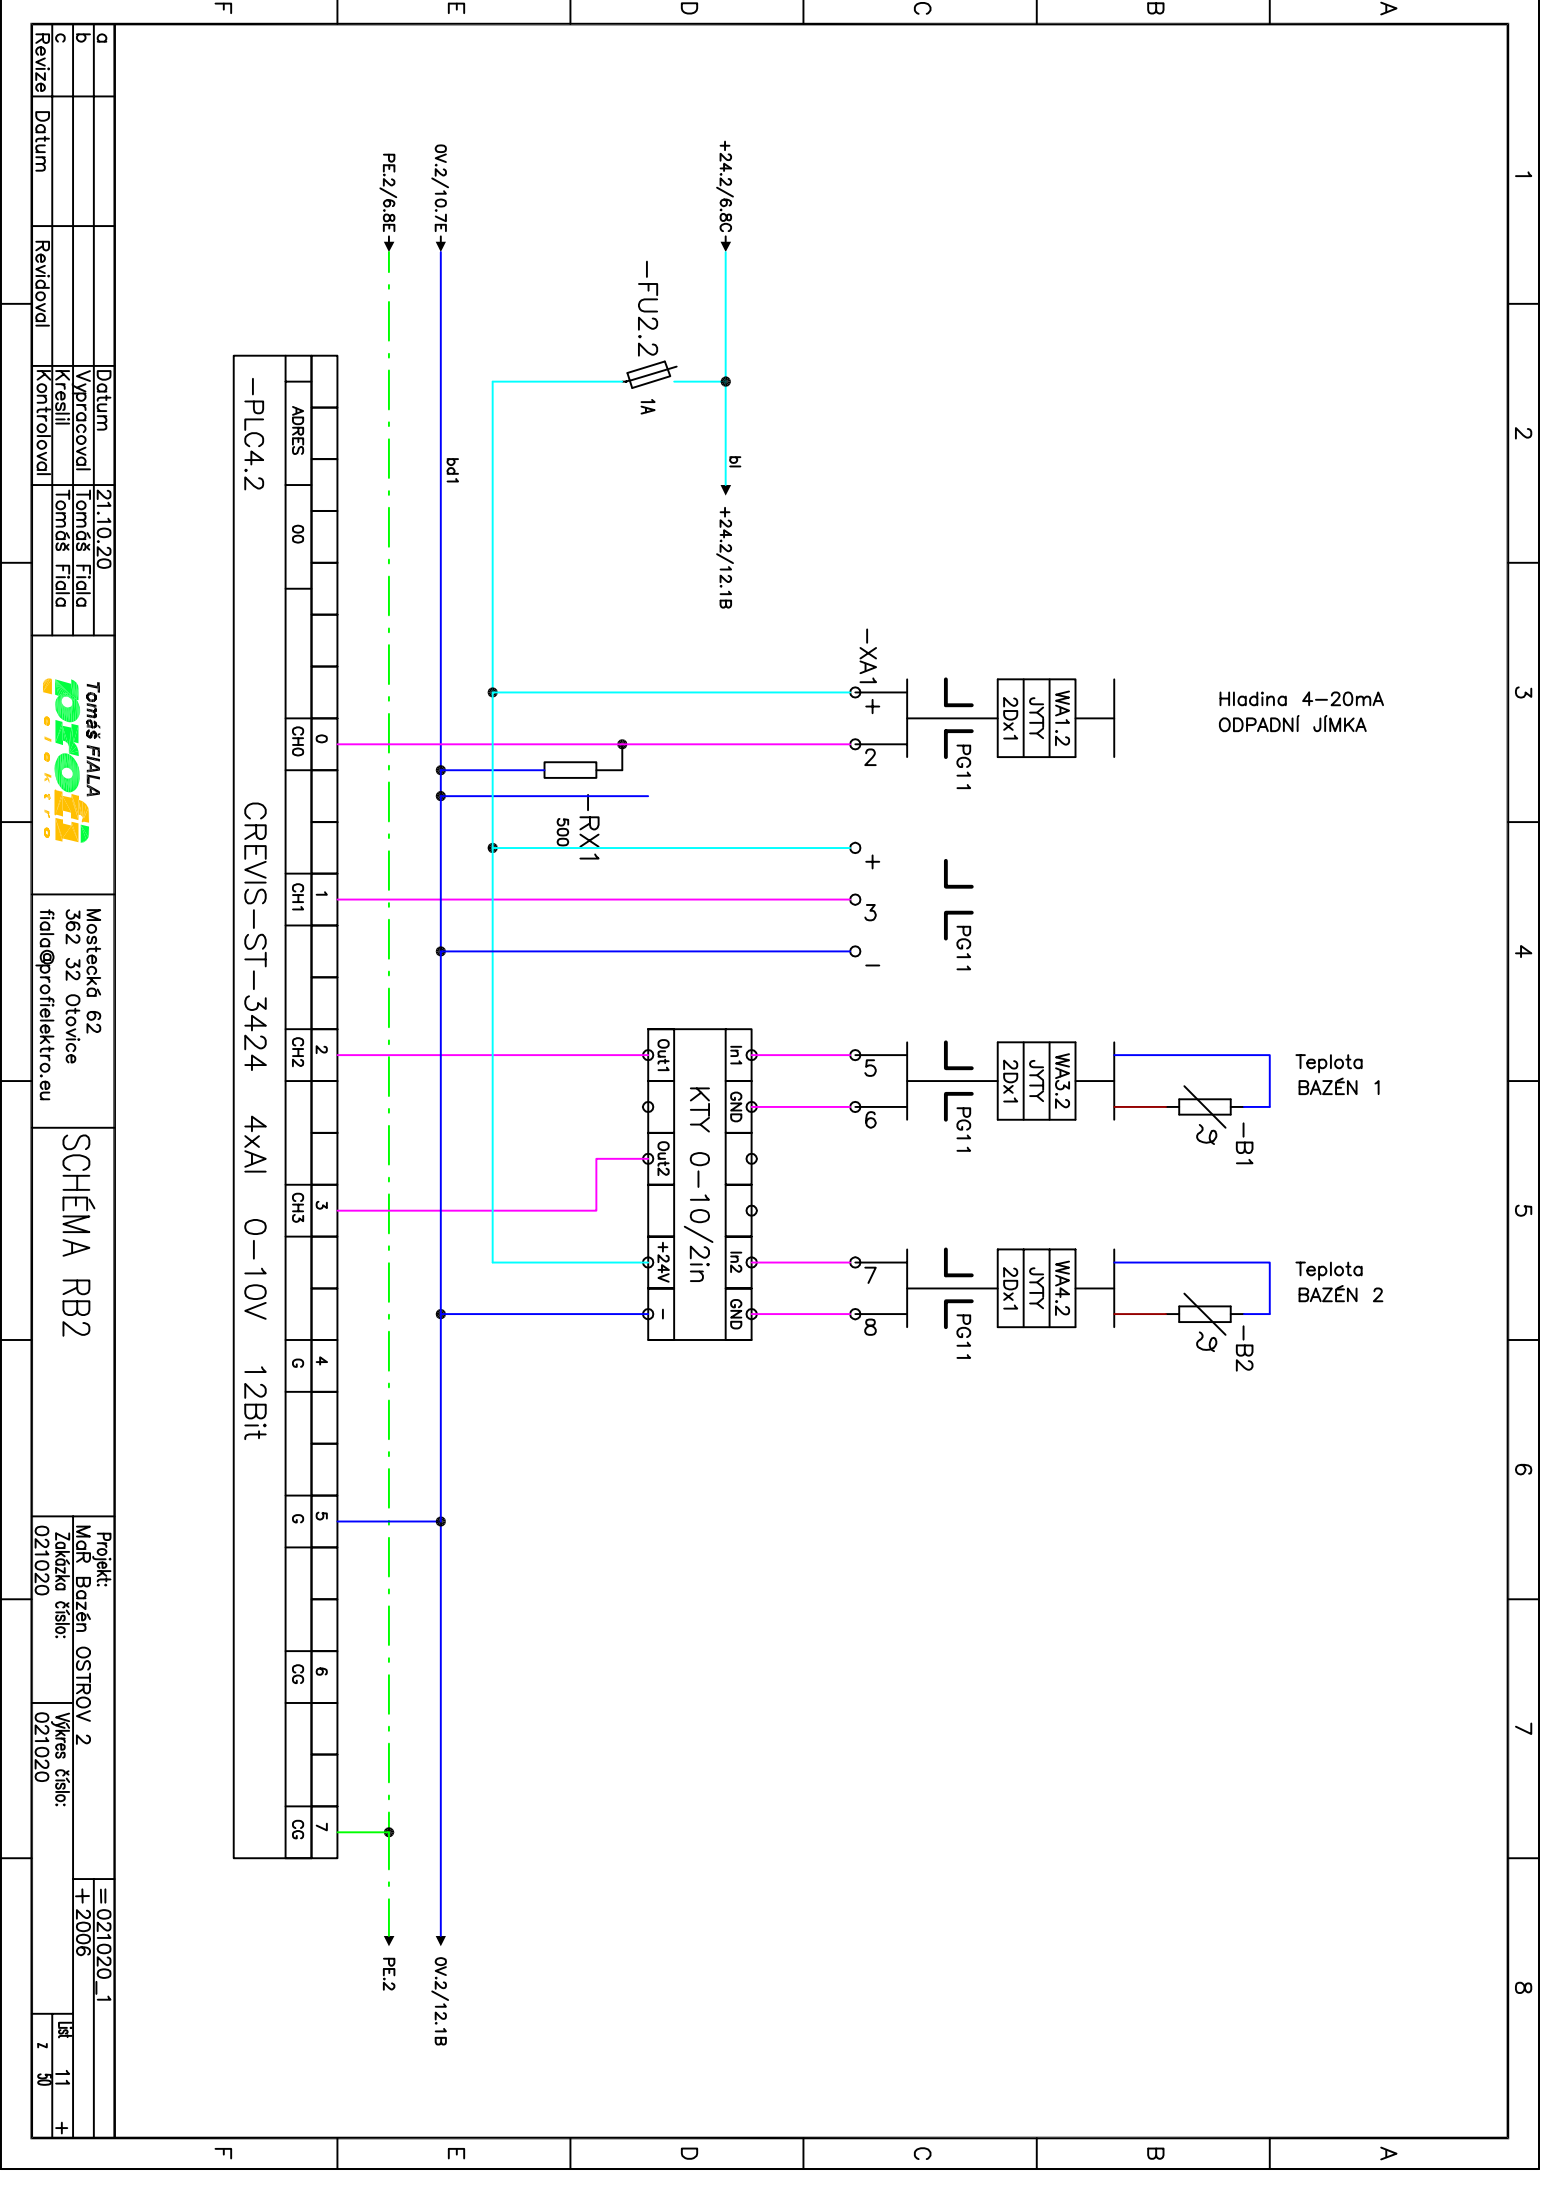 1 2 3 4 5 6 7 8
A
B
C
D
E
F
A
B
C
D
E
F
Hladina 4-20mA
ODPADNÍ JÍMKA
Teplota
BAZÉN 1
Teplota
BAZÉN 2
-B1
-B2
WA1.2
JYTY
2Dx1
WA3.2
JYTY
2Dx1
WA4.2
JYTY
2Dx1
PG11
PG11
PG11
PG11
-XA1
+ 2 + 3 - 5 6 7 8
+24.2/6.8C
bl
+24.2/12.1B
In1 GND In2 GND
KTY 0-10/2in
Out1 Out2 +24V -
-FU2.2
1A
-RX1
500
0V.2/10.7E
bd1
0V.2/12.1B
PE.2/6.8E
PE.2
0 1 2 3 4 5 6 7
ADRES 00 CH0 CH1 CH2 CH3 G G CG CG
-PLC4.2
CREVIS-ST-3424 4xAI 0-10V 12Bit
a
b
c
Revize Datum Revidoval
Datum 21.10.20
Vypracoval Tomáš Fiala
Kreslil Tomáš Fiala
Kontroloval
Tomáš FIALA
profi
elektro
Mostecká 62
362 32 Otovice
fiala@profielektro.eu
SCHÉMA RB2
Projekt:
MaR Bazén OSTROV 2
Zakázka číslo:
021020
Výkres číslo:
021020
=021020_1
+2006
List 11 +
z 50